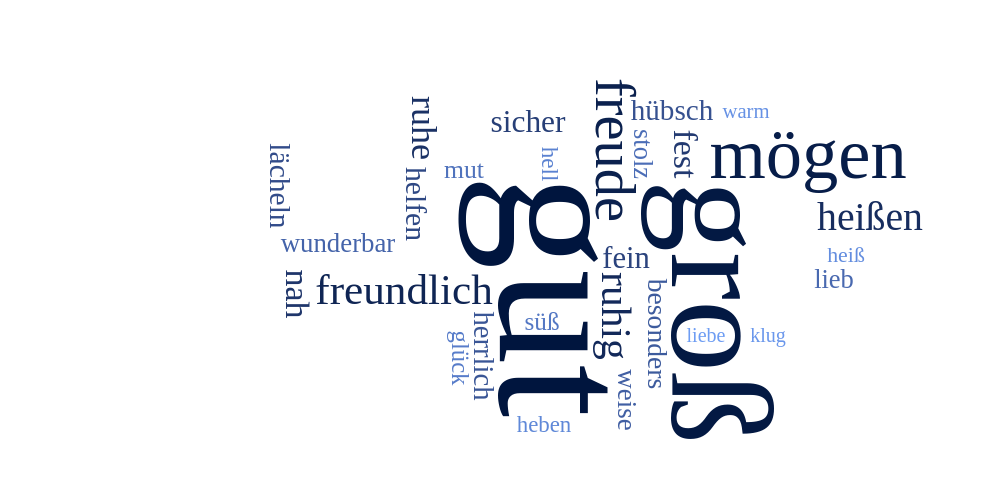 freude
hübsch
warm
ruhe
sicher
mögen
stolz
fest
lächeln
hell
mut
helfen
gut
groß
heißen
wunderbar
fein
heiß
lieb
nah
freundlich
ruhig
besonders
herrlich
süß
glück
liebe
klug
weise
heben